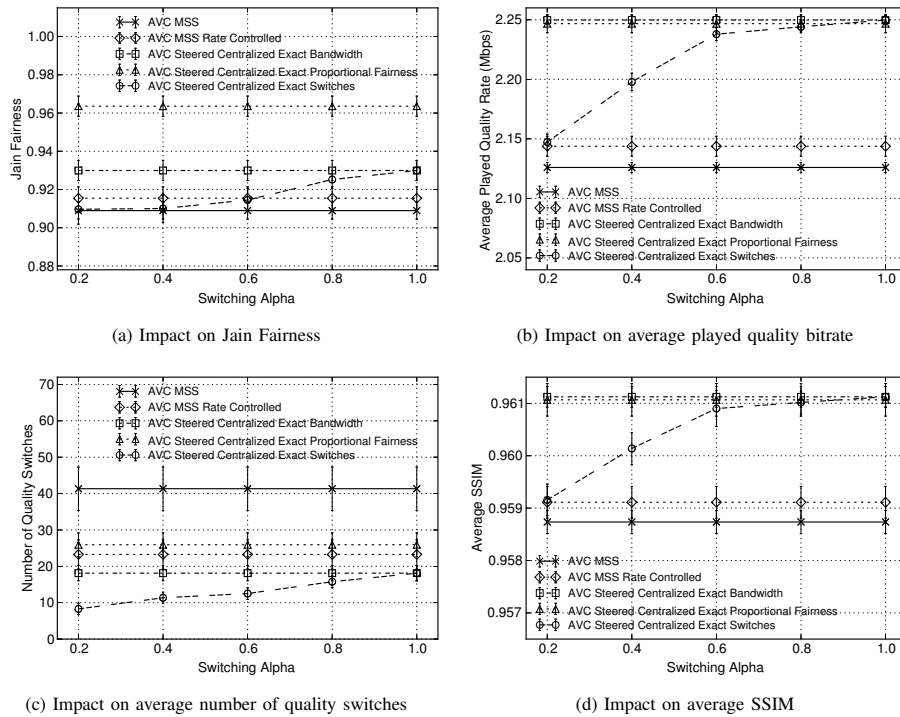 1.00
0.98
0.96
0.94
0.92
0.90
0.88
Jain Fairness
AVC MSS
AVC MSS Rate Controlled
AVC Steered Centralized Exact Bandwidth
AVC Steered Centralized Exact Proportional Fairness
AVC Steered Centralized Exact Switches
0.2 0.4 0.6 0.8 1.0
Switching Alpha
(a) Impact on Jain Fairness
2.25
2.20
2.15
2.10
2.05
Average Played Quality Rate (Mbps)
AVC MSS
AVC MSS Rate Controlled
AVC Steered Centralized Exact Bandwidth
AVC Steered Centralized Exact Proportional Fairness
AVC Steered Centralized Exact Switches
0.2 0.4 0.6 0.8 1.0
Switching Alpha
(b) Impact on average played quality bitrate
70
60
50
40
30
20
10
0
Number of Quality Switches
AVC MSS
AVC MSS Rate Controlled
AVC Steered Centralized Exact Bandwidth
AVC Steered Centralized Exact Proportional Fairness
AVC Steered Centralized Exact Switches
0.2 0.4 0.6 0.8 1.0
Switching Alpha
(c) Impact on average number of quality switches
0.961
0.960
0.959
0.958
0.957
Average SSIM
AVC MSS
AVC MSS Rate Controlled
AVC Steered Centralized Exact Bandwidth
AVC Steered Centralized Exact Proportional Fairness
AVC Steered Centralized Exact Switches
0.2 0.4 0.6 0.8 1.0
Switching Alpha
(d) Impact on average SSIM